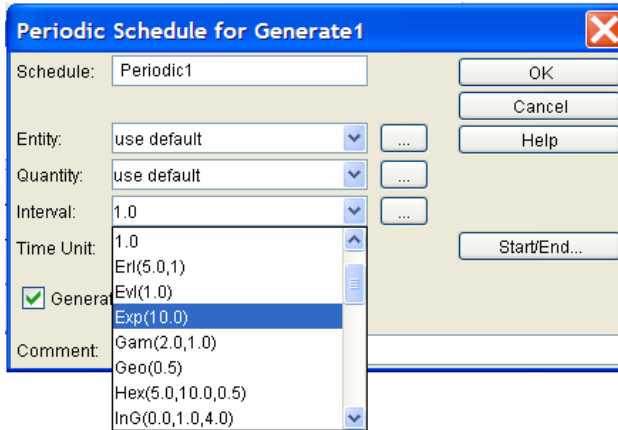 Periodic Schedule for Generate1
Schedule: Periodic1
OK
Cancel
Entity: use default ...
Help
Quantity: use default ...
Interval: 1.0 ...
Time Unit:
1.0
Start/End...
Erl(5.0,1)
Evl(1.0)
Exp(10.0)
Gam(2.0,1.0)
Comment:
Geo(0.5)
Hex(5.0,10.0,0.5)
InG(0.0,1.0,4.0)